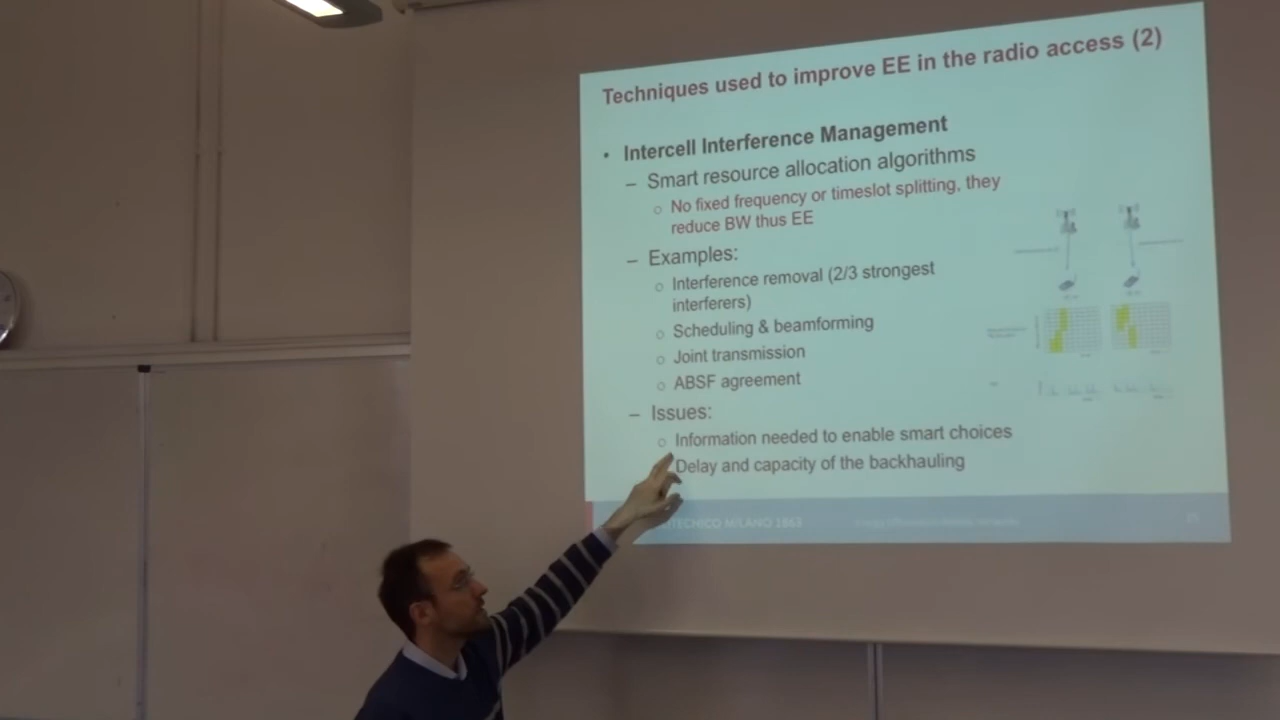 Techniques used to improve EE in the radio access (2)
• Intercell Interference Management
– Smart resource allocation algorithms
○ No fixed frequency or timeslot splitting, they
reduce BW thus EE
– Examples:
○ Interference removal (2/3 strongest
interferers)
○ Scheduling & beamforming
○ Joint transmission
○ ABSF agreement
– Issues:
○ Information needed to enable smart choices
Delay and capacity of the backhauling
MILANO 1863